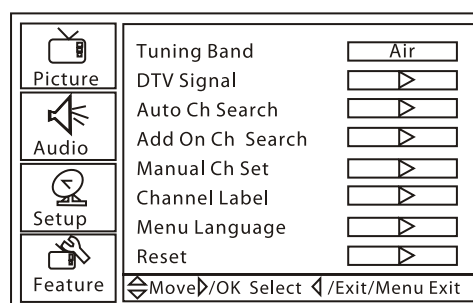 Picture
Audio
Setup
Feature
Tuning Band Air
DTV Signal
Auto Ch Search
Add On Ch Search
Manual Ch Set
Channel Label
Menu Language
Reset
Move /OK Select /Exit/Menu Exit